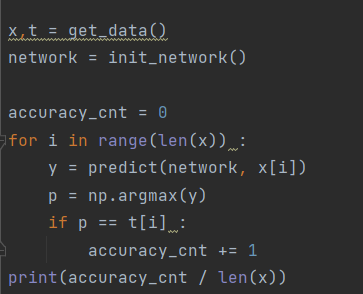 x,t = get_data()
network = init_network()

accuracy_cnt = 0
for i in range(len(x)) :
    y = predict(network, x[i])
    p = np.argmax(y)
    if p == t[i] :
        accuracy_cnt += 1
print(accuracy_cnt / len(x))